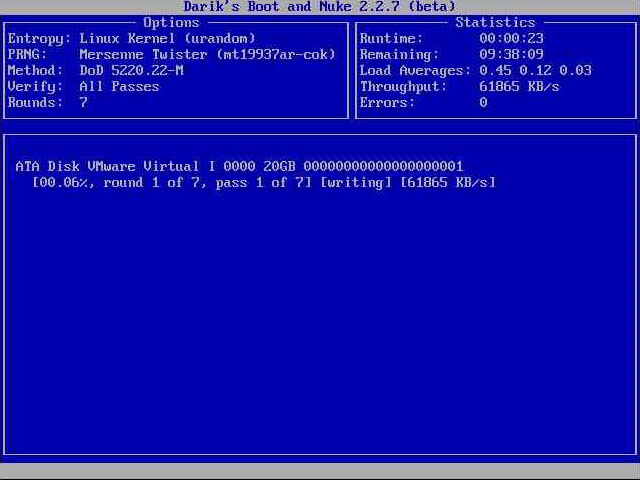 Darik's Boot and Nuke 2.2.7 (beta)
Options
Entropy: Linux Kernel (urandom)
PRNG: Mersenne Twister (mt19937ar-cok)
Method: DoD 5220.22-M
Verify: All Passes
Rounds: 7
Statistics
Runtime: 00:00:23
Remaining: 09:38:09
Load Averages: 0.45 0.12 0.03
Throughput: 61865 KB/s
Errors: 0
ATA Disk VMware Virtual I 0000 20GB 00000000000000000001
[00.06%, round 1 of 7, pass 1 of 7] [writing] [61865 KB/s]